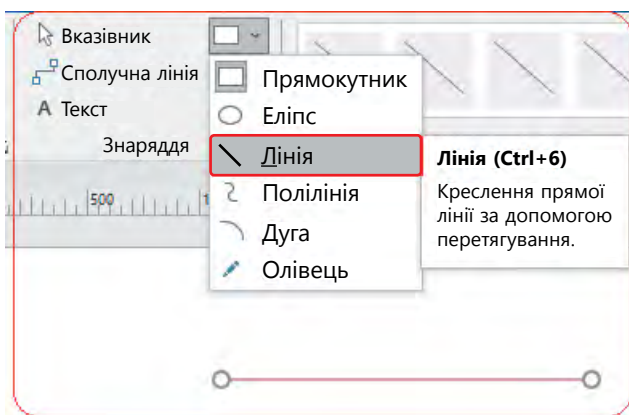 Вказівник
Сполучна лінія
A Текст
Знаряддя
500
1
Прямокутник
Еліпс
Лінія
Полілінія
Дуга
Олівець
Лінія (Ctrl+6)
Креслення прямої
лінії за допомогою
перетягування.